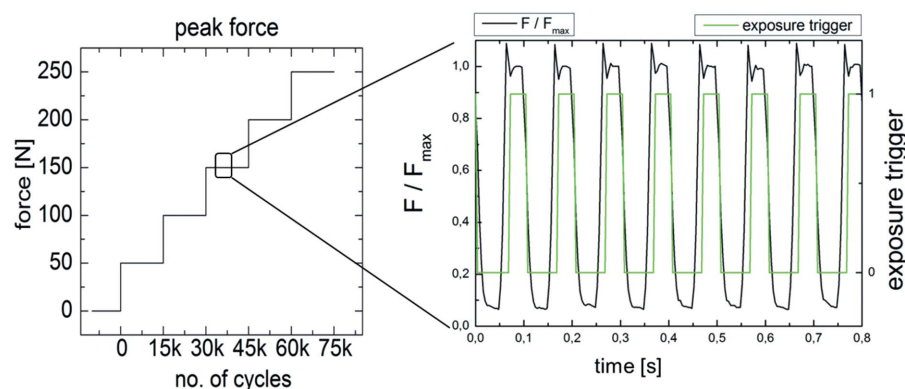 peak force
force [N]
250
200
150
100
50
0
0 15k 30k 45k 60k 75k
no. of cycles
F / Fmax
exposure trigger
F / Fmax
1,0
0,8
0,6
0,4
0,2
0,0
0,0 0,1 0,2 0,3 0,4 0,5 0,6 0,7 0,8
time [s]
1
0
exposure trigger